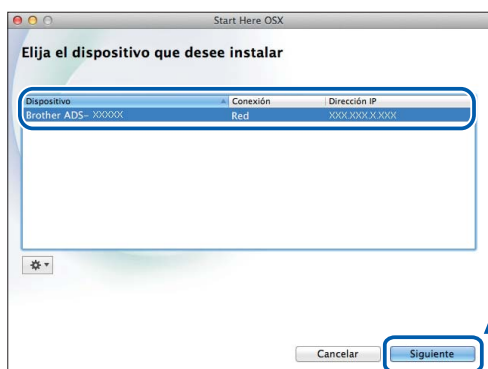 Start Here OSX
Elija el dispositivo que desee instalar
Dispositivo Conexión Dirección IP
Brother ADS- XXXXX Red XXX.XXX.X.XXX
Cancelar Siguiente